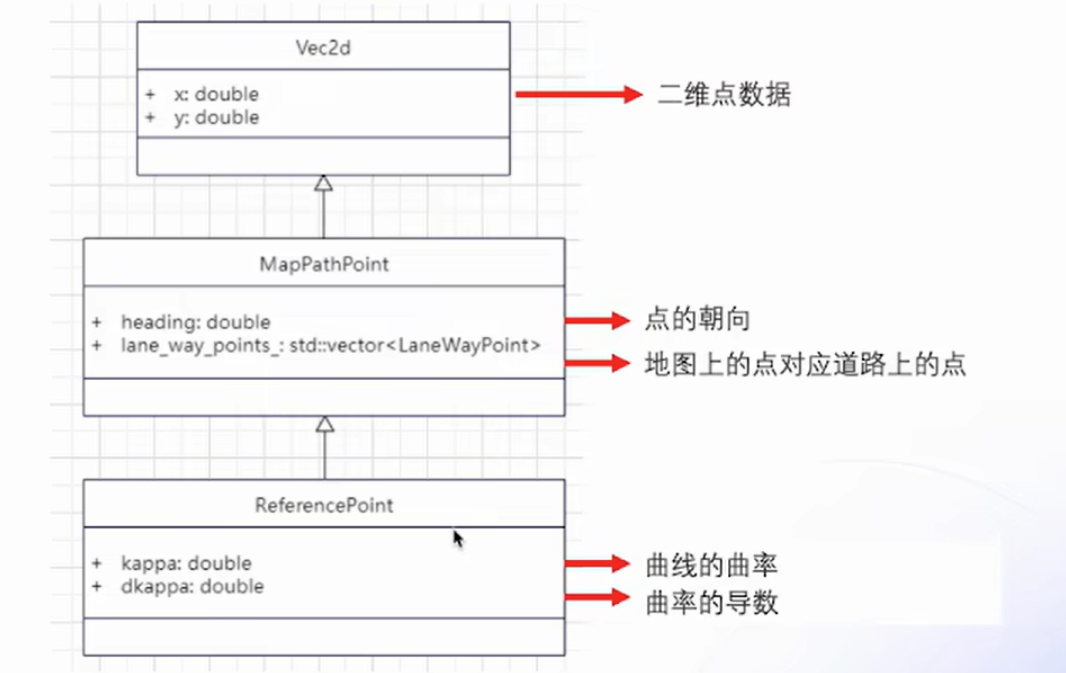 Vec2d
+ x: double
+ y: double
二维点数据
MapPathPoint
+ heading: double
+ lane_way_points_: std::vector<LaneWayPoint>
点的朝向
地图上的点对应道路上的点
ReferencePoint
+ kappa: double
+ dkappa: double
曲线的曲率
曲率的导数